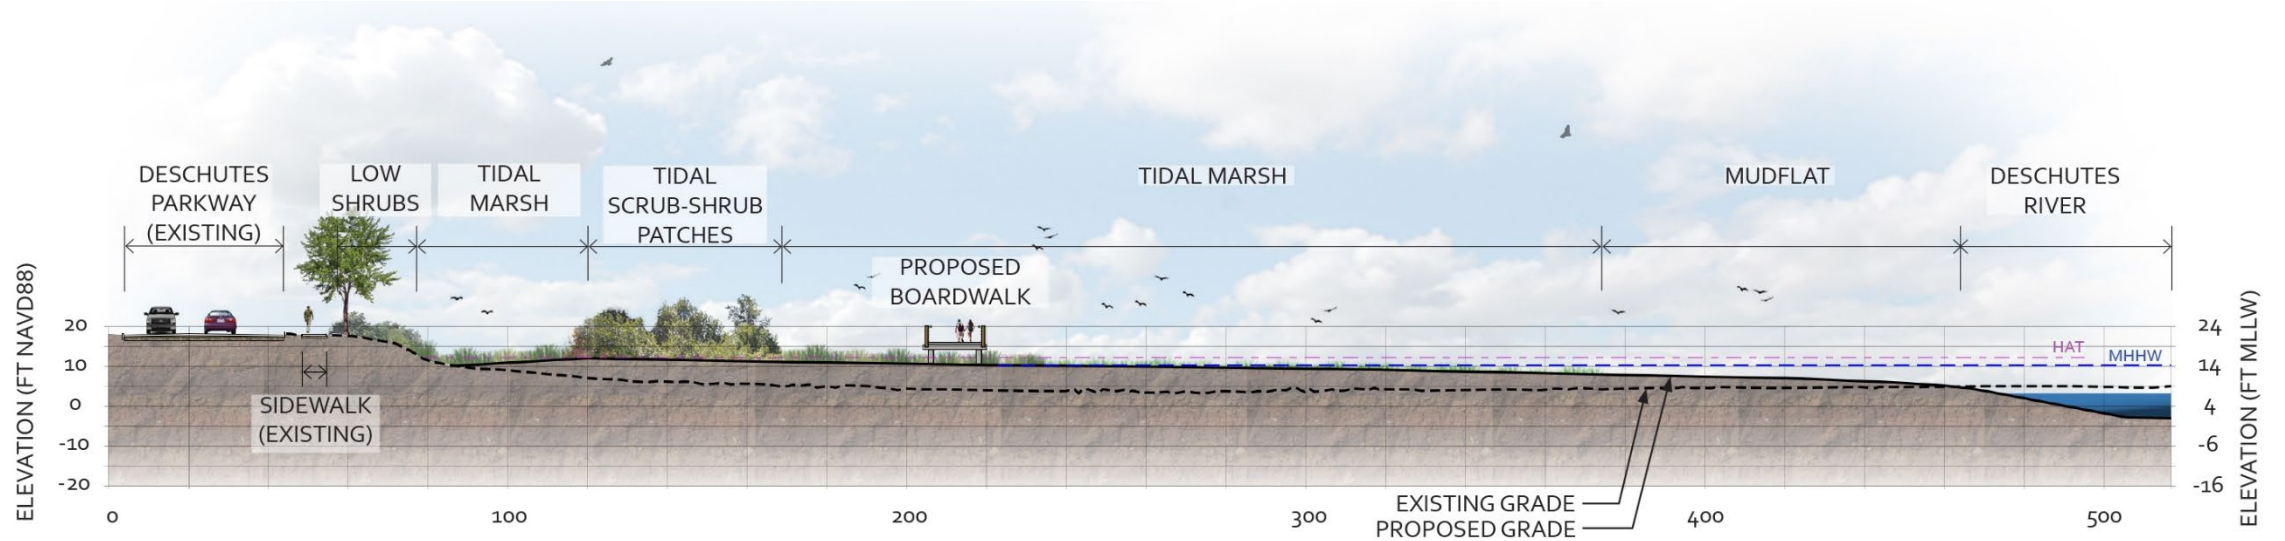 DESCHUTES
PARKWAY
(EXISTING)
LOW
SHRUBS
TIDAL
MARSH
TIDAL
SCRUB-SHRUB
PATCHES
TIDAL MARSH
MUDFLAT
DESCHUTES
RIVER
PROPOSED
BOARDWALK
ELEVATION (FT NAVD88)
20
10
0
-10
-20
SIDEWALK
(EXISTING)
HAT
MHHW
24
14
4
-6
-16
ELEVATION (FT MLLW)
EXISTING GRADE
PROPOSED GRADE
0
100
200
300
400
500